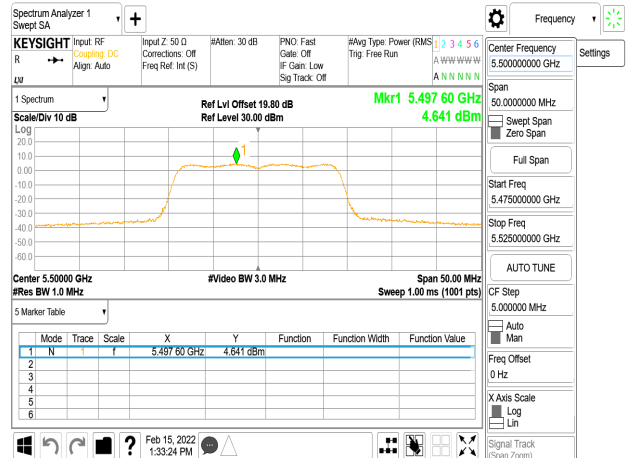 Spectrum Analyzer 1
Swept SA
Frequency
Settings
KEYSIGHT
R
LXI
Input: RF
Coupling: DC
Align: Auto
Input Z: 50 Ω
Corrections: Off
Freq Ref: Int (S)
#Atten: 30 dB
PNO: Fast
Gate: Off
IF Gain: Low
Sig Track: Off
#Avg Type: Power (RMS
Trig: Free Run
1 2 3 4 5 6
A W W W W W
A N N N N N
1 Spectrum
Scale/Div 10 dB
Ref Lvl Offset 19.80 dB
Ref Level 30.00 dBm
Mkr1 5.497 60 GHz
4.641 dBm
Log
20.0
10.0
0.00
-10.0
-20.0
-30.0
-40.0
-50.0
-60.0
1
Center 5.50000 GHz
#Res BW 1.0 MHz
#Video BW 3.0 MHz
Span 50.00 MHz
Sweep 1.00 ms (1001 pts)
5 Marker Table
Mode Trace Scale X Y Function Function Width Function Value
1 N 1 f 5.497 60 GHz 4.641 dBm
2
3
4
5
6
Feb 15, 2022
1:33:24 PM
Center Frequency
5.500000000 GHz
Span
50.0000000 MHz
Swept Span
Zero Span
Full Span
Start Freq
5.475000000 GHz
Stop Freq
5.525000000 GHz
AUTO TUNE
CF Step
5.000000 MHz
Auto
Man
Freq Offset
0 Hz
X Axis Scale
Log
Lin
Signal Track
(Span Zoom)